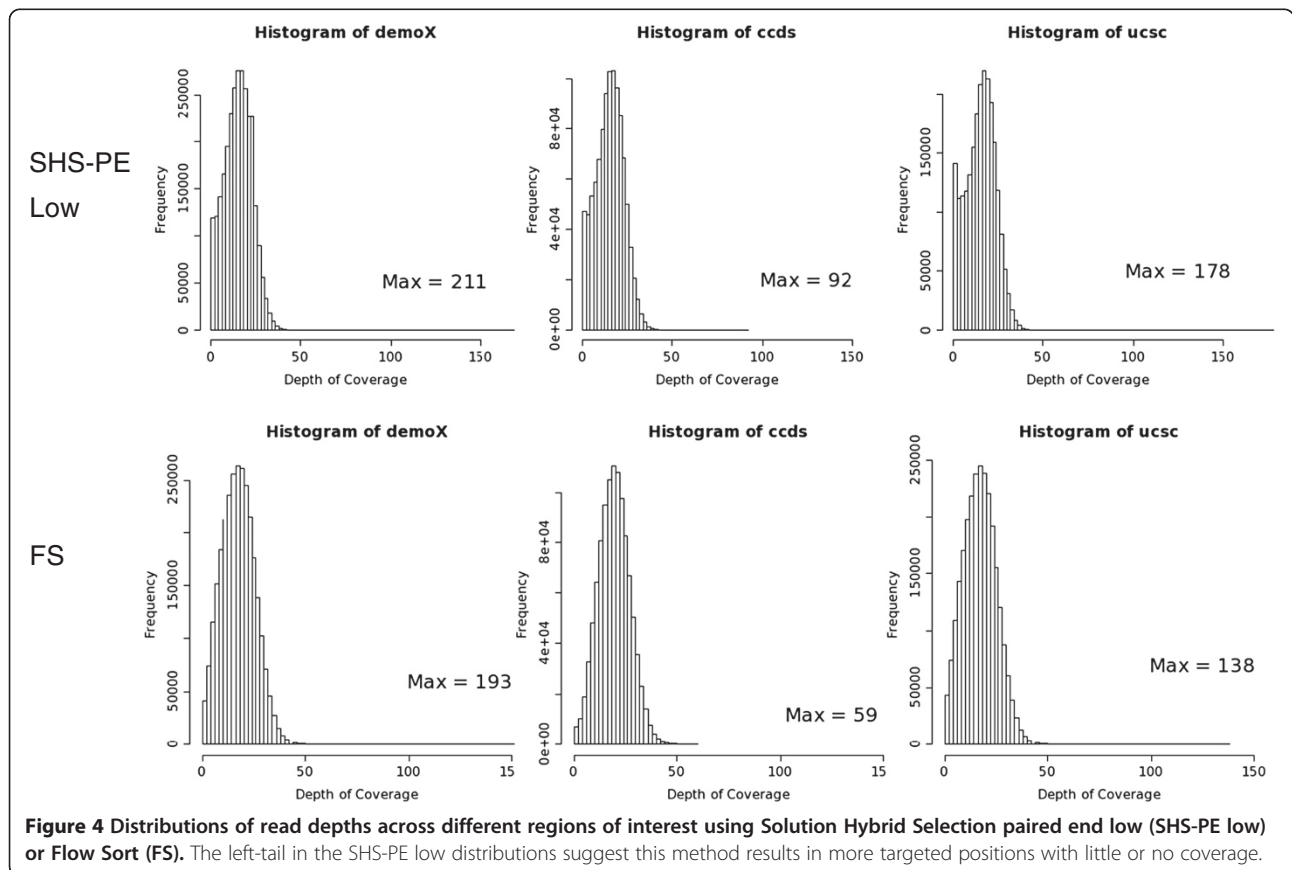 Histogram of demoX
Histogram of ccds
Histogram of ucsc
SHS-PE
Low
Frequency
0
50000
150000
250000
Max = 211
0
50
100
150
Depth of Coverage
Frequency
0e+00
4e+04
8e+04
Max = 92
0
50
100
150
Depth of Coverage
Frequency
0
50000
150000
Max = 178
0
50
100
150
Depth of Coverage
Histogram of demoX
Histogram of ccds
Histogram of ucsc
FS
Frequency
0
50000
150000
250000
Max = 193
0
50
100
15
Depth of Coverage
Frequency
0e+00
4e+04
8e+04
Max = 59
0
50
100
15
Depth of Coverage
Frequency
0
50000
150000
250000
Max = 138
0
50
100
150
Depth of Coverage
Figure 4 Distributions of read depths across different regions of interest using Solution Hybrid Selection paired end low (SHS-PE low)
or Flow Sort (FS). The left-tail in the SHS-PE low distributions suggest this method results in more targeted positions with little or no coverage.